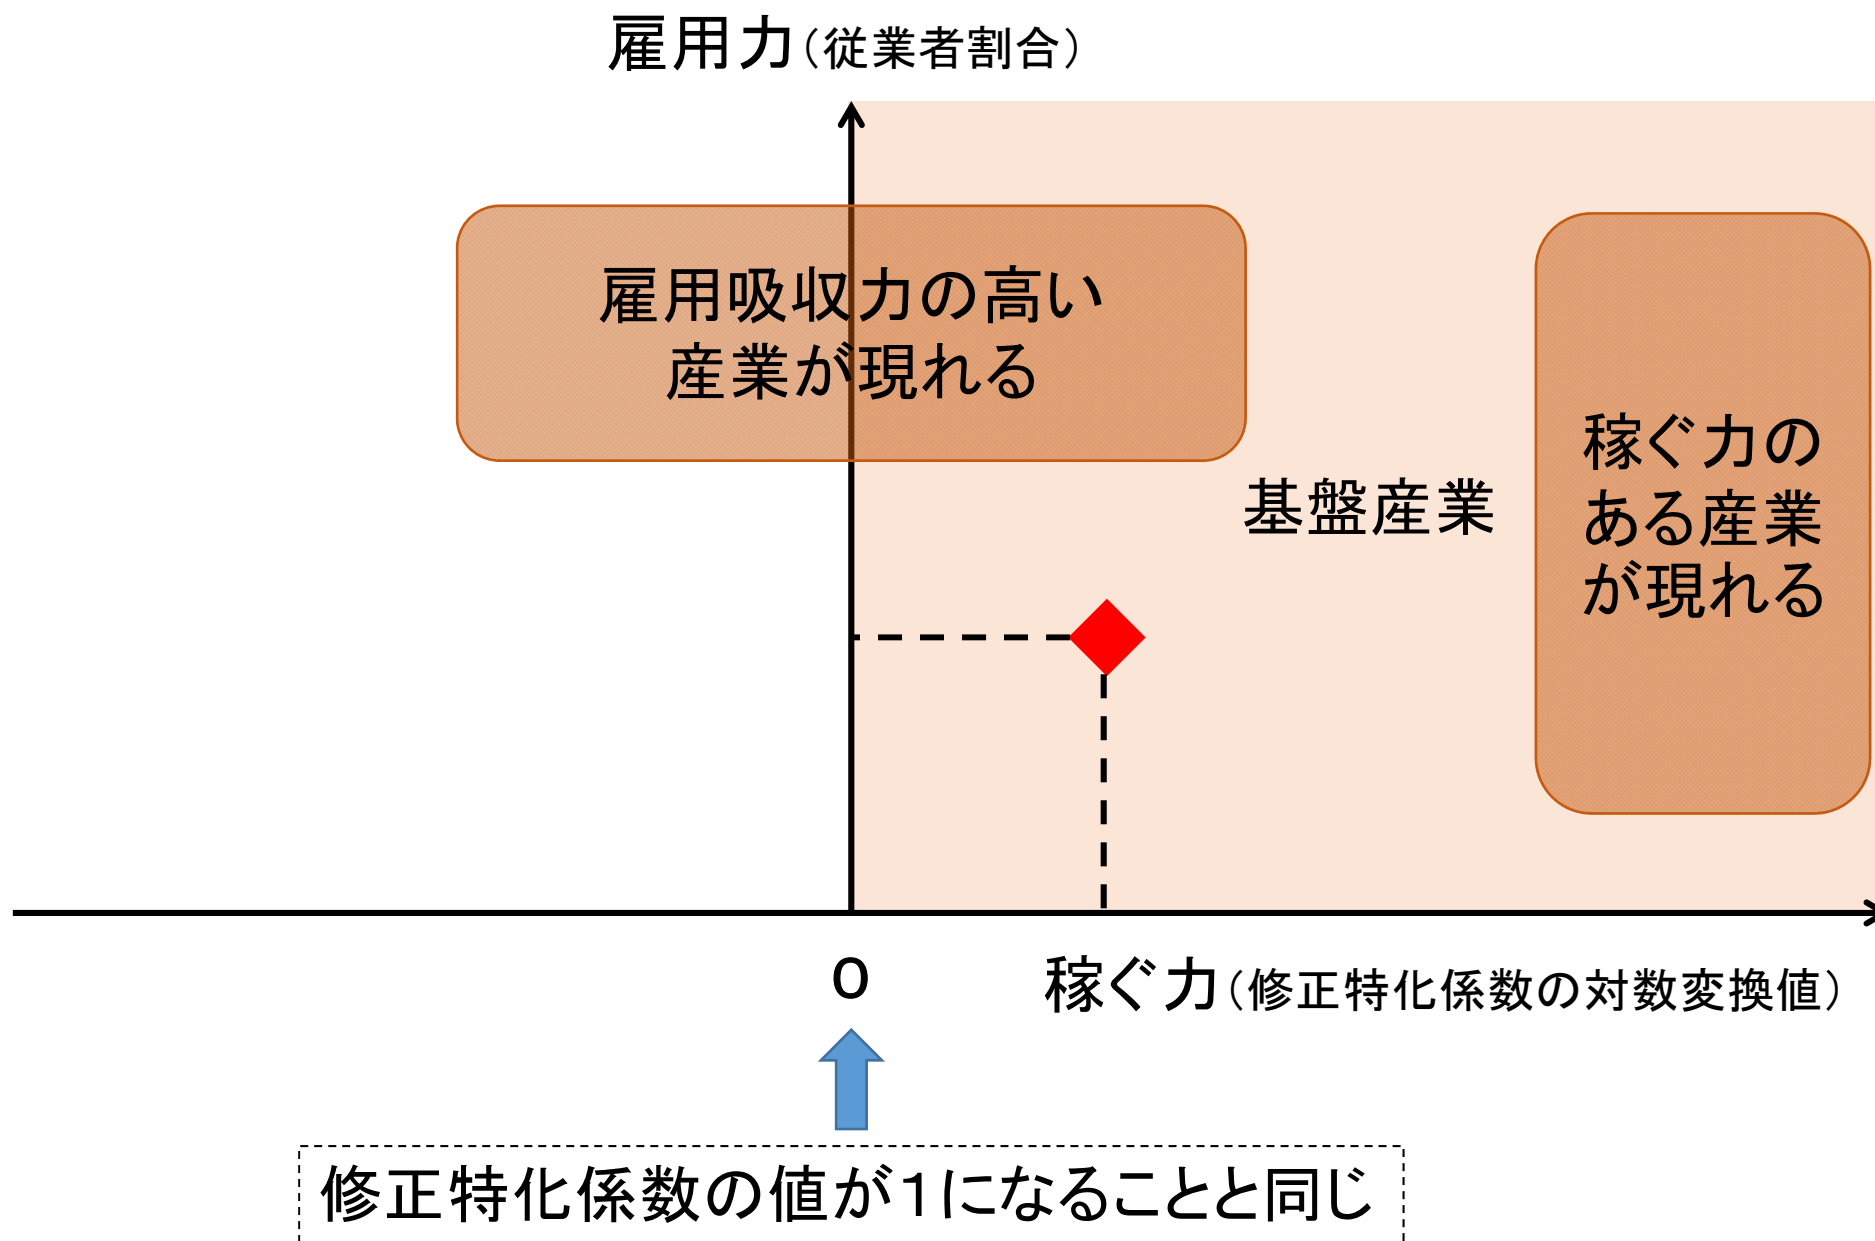 雇用力（従業者割合）
雇用吸収力の高い
産業が現れる
基盤産業
稼ぐ力の
ある産業
が現れる
0
稼ぐ力（修正特化係数の対数変換値）
修正特化係数の値が１になることと同じ